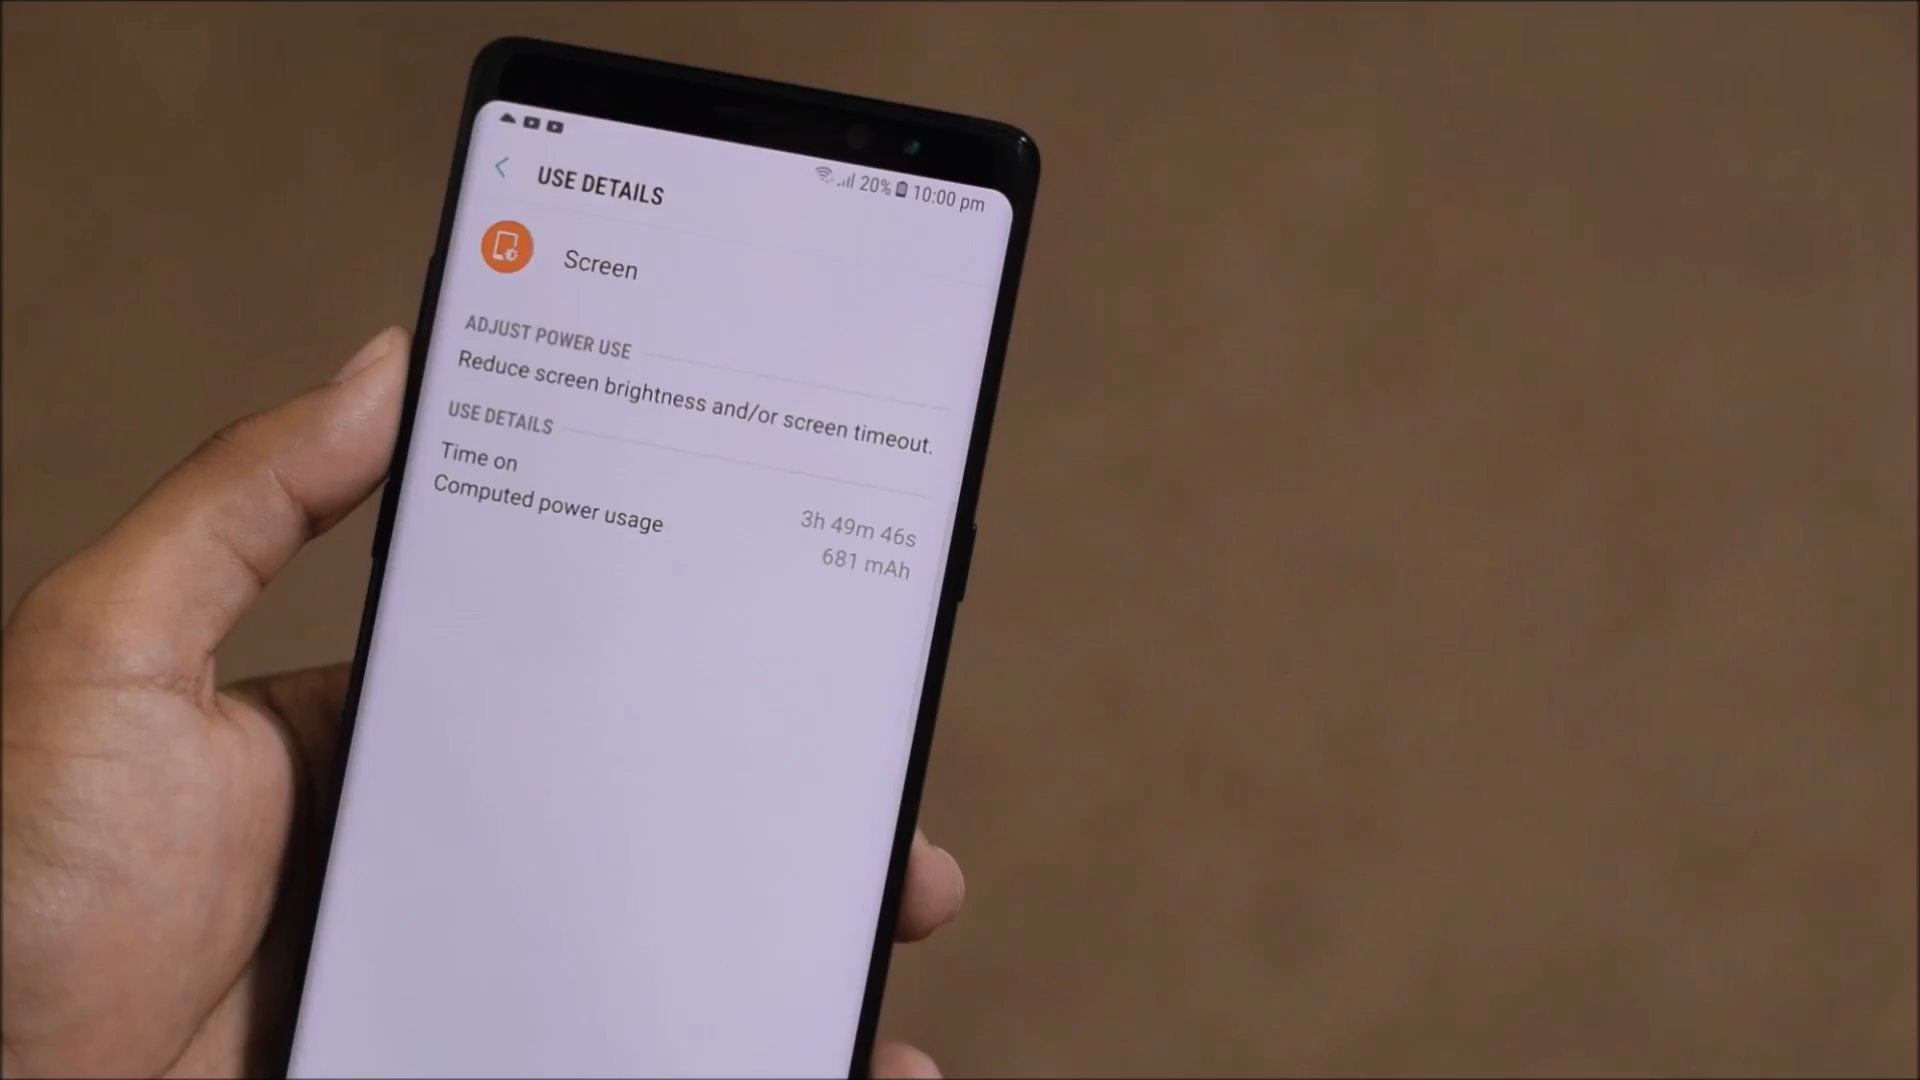 20% 10:00 pm
USE DETAILS
Screen
ADJUST POWER USE
Reduce screen brightness and/or screen timeout.
USE DETAILS
Time on 3h 49m 46s
Computed power usage 681 mAh